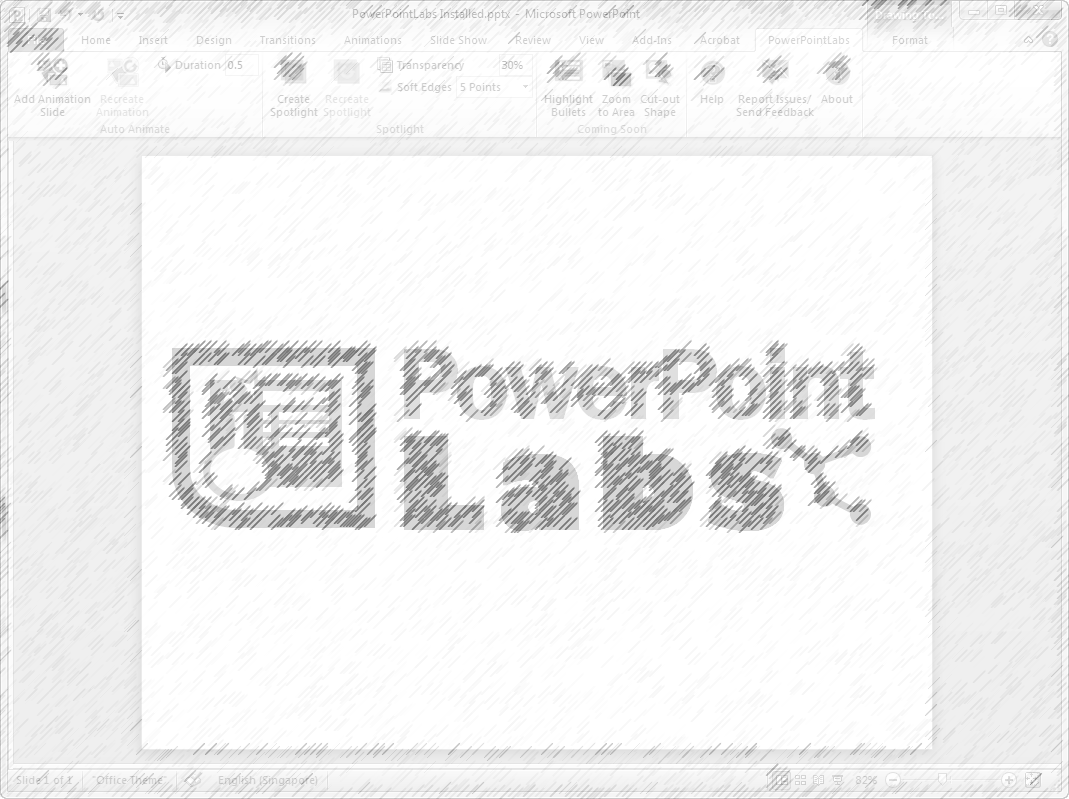 PowerPointLabs Installed.pptx - Microsoft PowerPoint
Home Insert Design Transitions Animations Slide Show Review View Add-Ins Acrobat PowerPointLabs Format
Duration 0.5 Transparency 30%
Soft Edges 5 Points
Add Animation Slide Recreate Animation Create Spotlight Recreate Spotlight Highlight Bullets Zoom to Area Cut-out Shape Help Report Issues/ Send Feedback About
Auto Animate Spotlight Coming Soon
PowerPoint
Labs
Slide 1 of 1 "Office Theme" English (Singapore) 82%